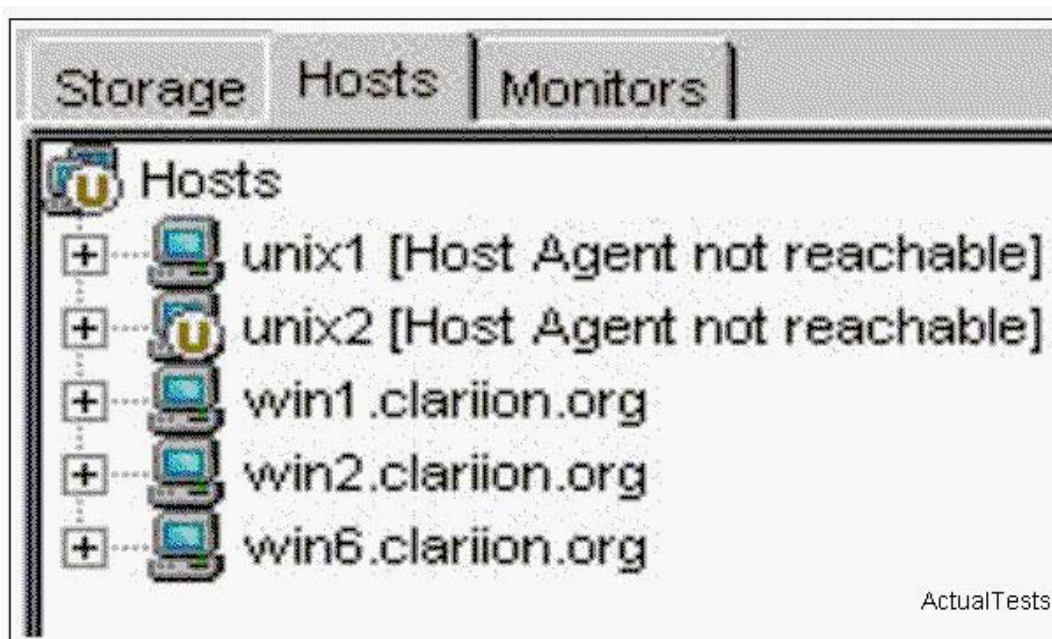 Storage Hosts Monitors
Hosts
unix1 [Host Agent not reachable]
unix2 [Host Agent not reachable]
win1.clariion.org
win2.clariion.org
win6.clariion.org
ActualTests